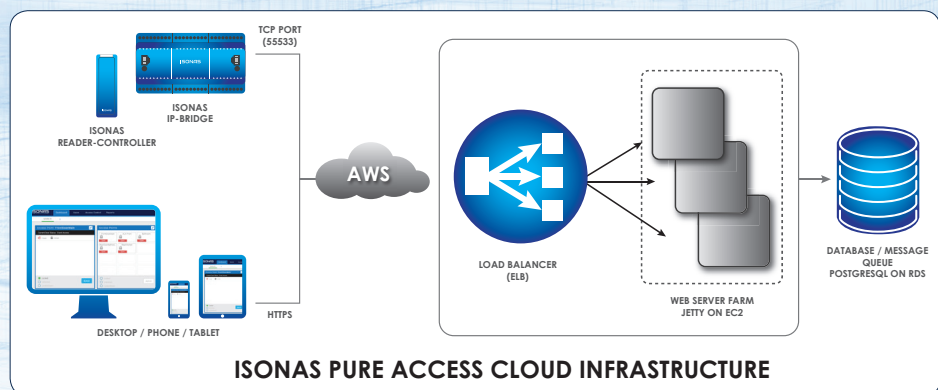 TCP PORT
(55533)
ISONAS
ISONAS
IP-BRIDGE
ISONAS
READER-CONTROLLER
AWS
LOAD BALANCER
(ELB)
WEB SERVER FARM
JETTY ON EC2
DATABASE / MESSAGE
QUEUE
POSTGRESQL ON RDS
ISONAS
HTTPS
DESKTOP / PHONE / TABLET
ISONAS PURE ACCESS CLOUD INFRASTRUCTURE